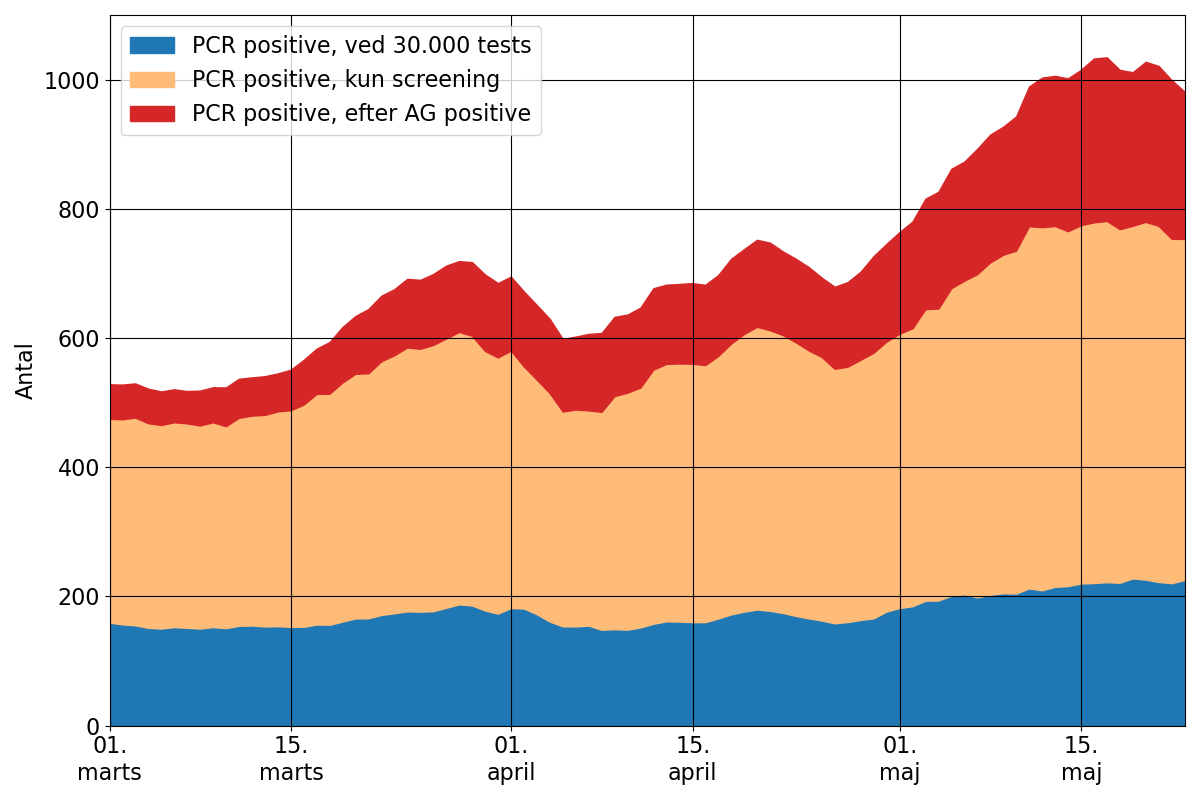 PCR positive, ved 30.000 tests
PCR positive, kun screening
PCR positive, efter AG positive
Antal
1000
800
600
400
200
0
01.
marts
15.
marts
01.
april
15.
april
01.
maj
15.
maj